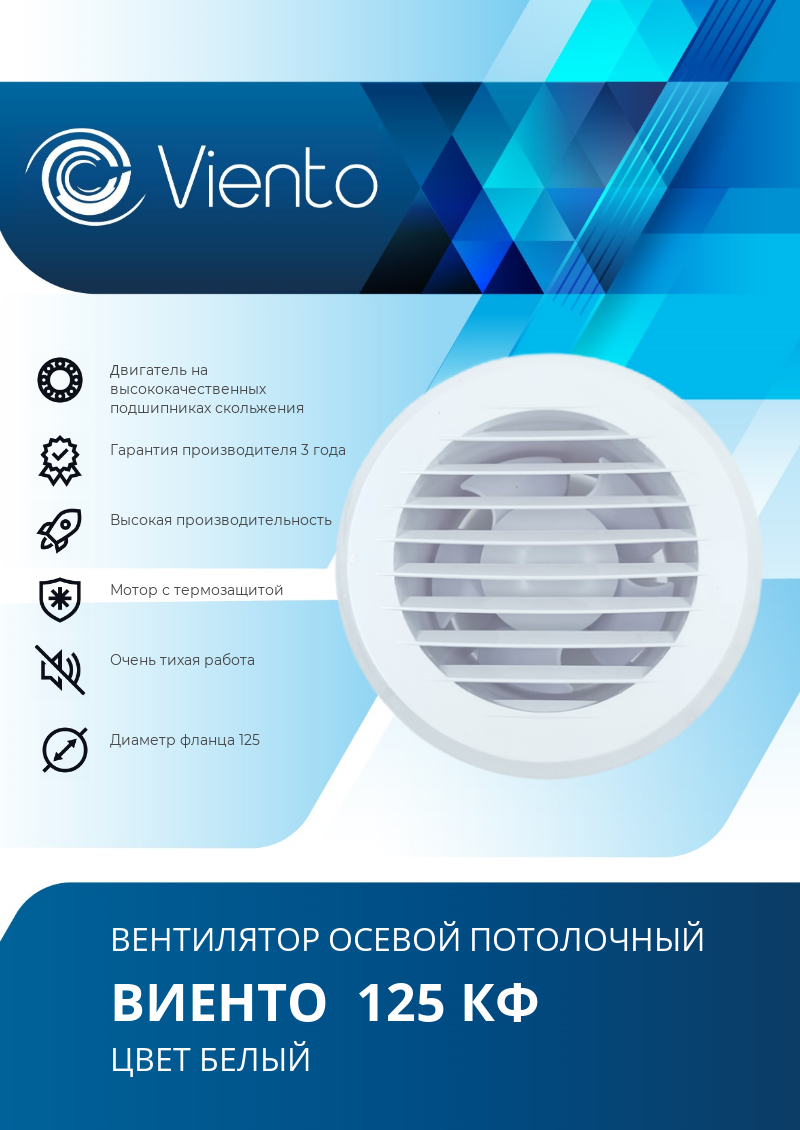 Viento
Двигатель на
высококачественных
подшипниках скольжения
Гарантия производителя 3 года
Высокая производительность
Мотор с термозащитой
Очень тихая работа
Диаметр фланца 125
ВЕНТИЛЯТОР ОСЕВОЙ ПОТОЛОЧНЫЙ
ВИЕНТО 125 КФ
ЦВЕТ БЕЛЫЙ